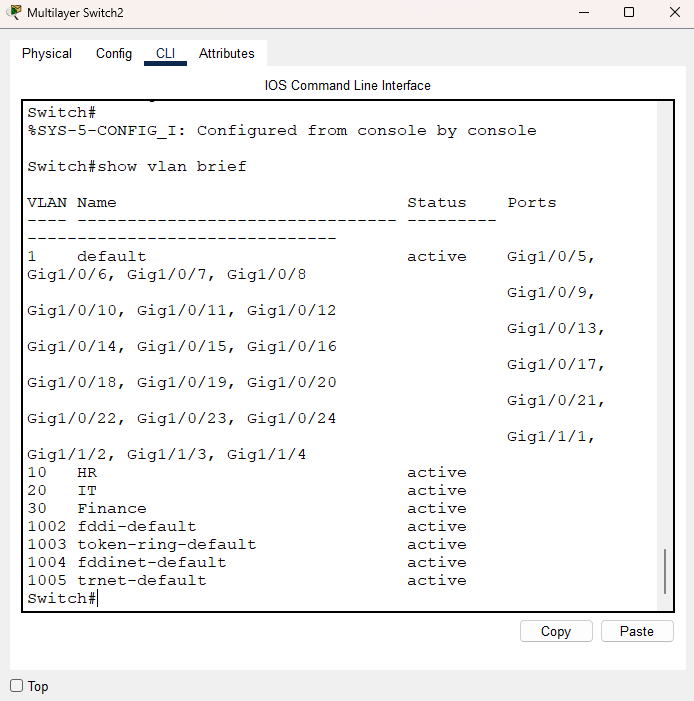 Multilayer Switch2
Physical Config CLI Attributes
IOS Command Line Interface
Switch#
%SYS-5-CONFIG_I: Configured from console by console
Switch#show vlan brief
VLAN Name Status Ports
---- -------------------------------- ---------
-------------------------------
1 default active Gig1/0/5,
Gig1/0/6, Gig1/0/7, Gig1/0/8
Gig1/0/9,
Gig1/0/10, Gig1/0/11, Gig1/0/12
Gig1/0/13,
Gig1/0/14, Gig1/0/15, Gig1/0/16
Gig1/0/17,
Gig1/0/18, Gig1/0/19, Gig1/0/20
Gig1/0/21,
Gig1/0/22, Gig1/0/23, Gig1/0/24
Gig1/1/1,
Gig1/1/2, Gig1/1/3, Gig1/1/4
10 HR active
20 IT active
30 Finance active
1002 fddi-default active
1003 token-ring-default active
1004 fddinet-default active
1005 trnet-default active
Switch#
Copy Paste
Top